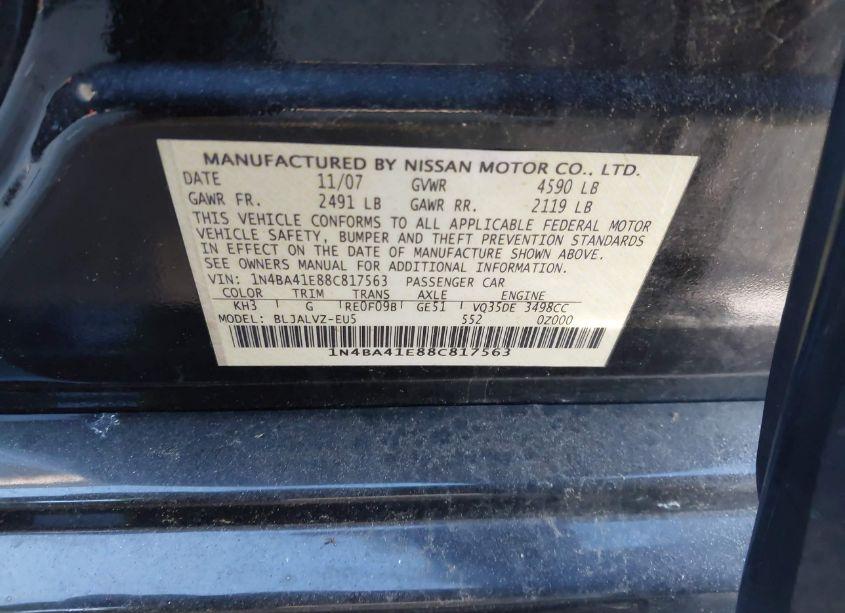 MANUFACTURED BY NISSAN MOTOR CO., LTD.
DATE 11/07 GVWR 4590 LB
GAWR FR. 2491 LB GAWR RR. 2119 LB
THIS VEHICLE CONFORMS TO ALL APPLICABLE FEDERAL MOTOR
VEHICLE SAFETY, BUMPER AND THEFT PREVENTION STANDARDS
IN EFFECT ON THE DATE OF MANUFACTURE SHOWN ABOVE.
SEE OWNERS MANUAL FOR ADDITIONAL INFORMATION.
VIN: 1N4BA41E88C817563 PASSENGER CAR
COLOR TRIM TRANS AXLE ENGINE
KH3 G RE0F09B GE51 VQ35DE 3498CC
MODEL: BLJALVZ-EU5 552 0Z000
1N4BA41E88C817563